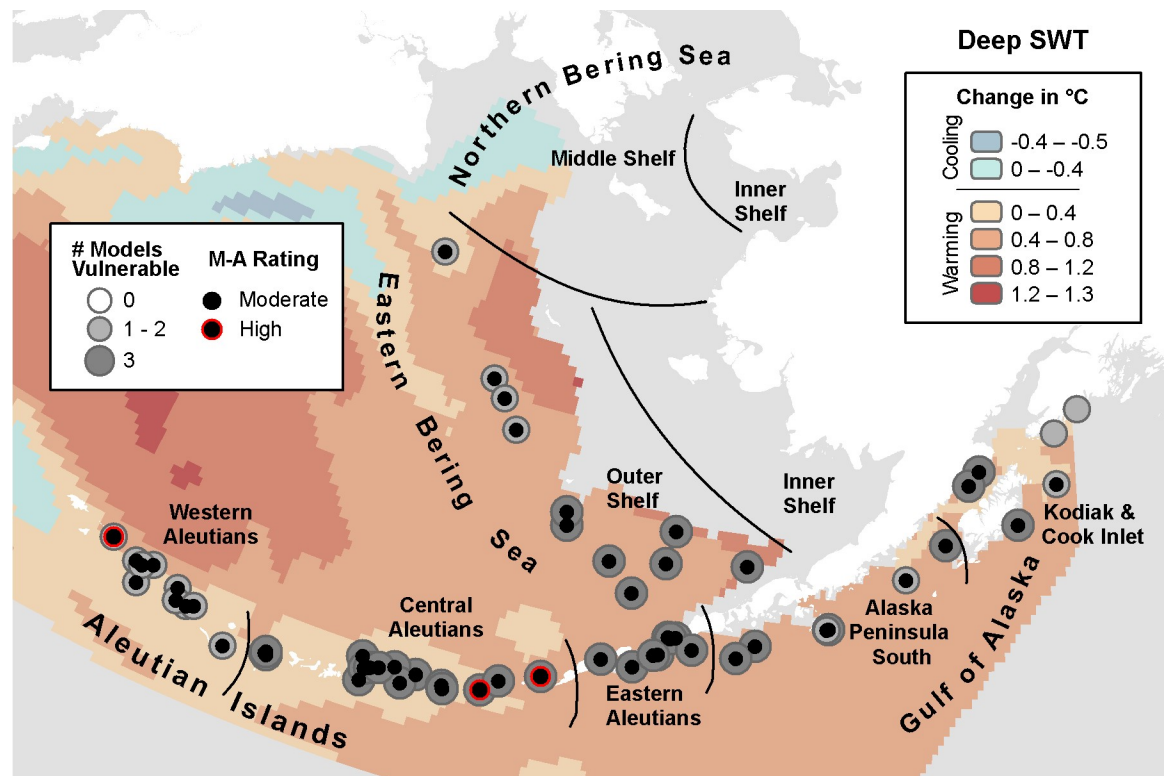 Deep SWT
Change in °C
Cooling
-0.4 – -0.5
0 – -0.4
Warming
0 – 0.4
0.4 – 0.8
0.8 – 1.2
1.2 – 1.3
# Models
Vulnerable
0
1 - 2
3
M-A Rating
Moderate
High
Northern Bering Sea
Middle Shelf
Inner
Shelf
Eastern Bering Sea
Outer
Shelf
Inner
Shelf
Western
Aleutians
Central
Aleutians
Eastern
Aleutians
Aleutian Islands
Alaska
Peninsula
South
Kodiak &
Cook Inlet
Gulf of Alaska